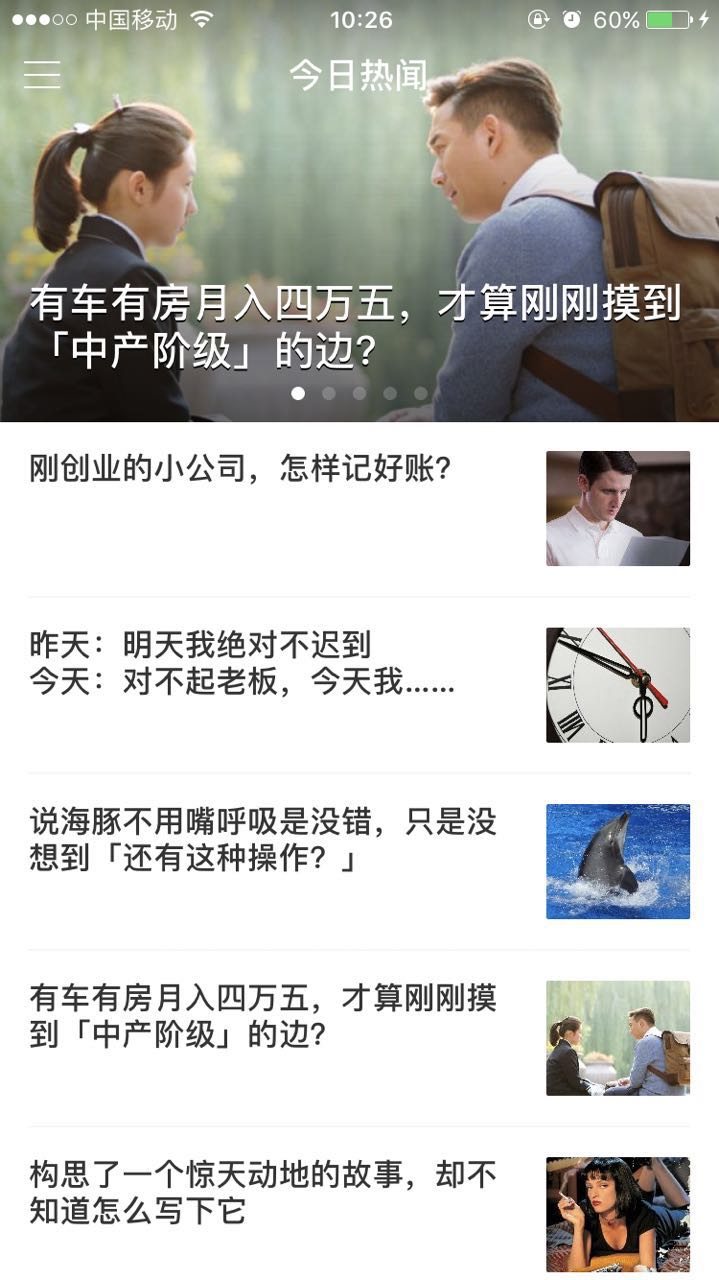 中国移动
10:26
60%
今日热闻
有车有房月入四万五，才算刚刚摸到
「中产阶级」的边？
刚创业的小公司，怎样记好账？
昨天：明天我绝对不迟到
今天：对不起老板，今天我……
说海豚不用嘴呼吸是没错，只是没
想到「还有这种操作？」
有车有房月入四万五，才算刚刚摸
到「中产阶级」的边？
构思了一个惊天动地的故事，却不
知道怎么写下它